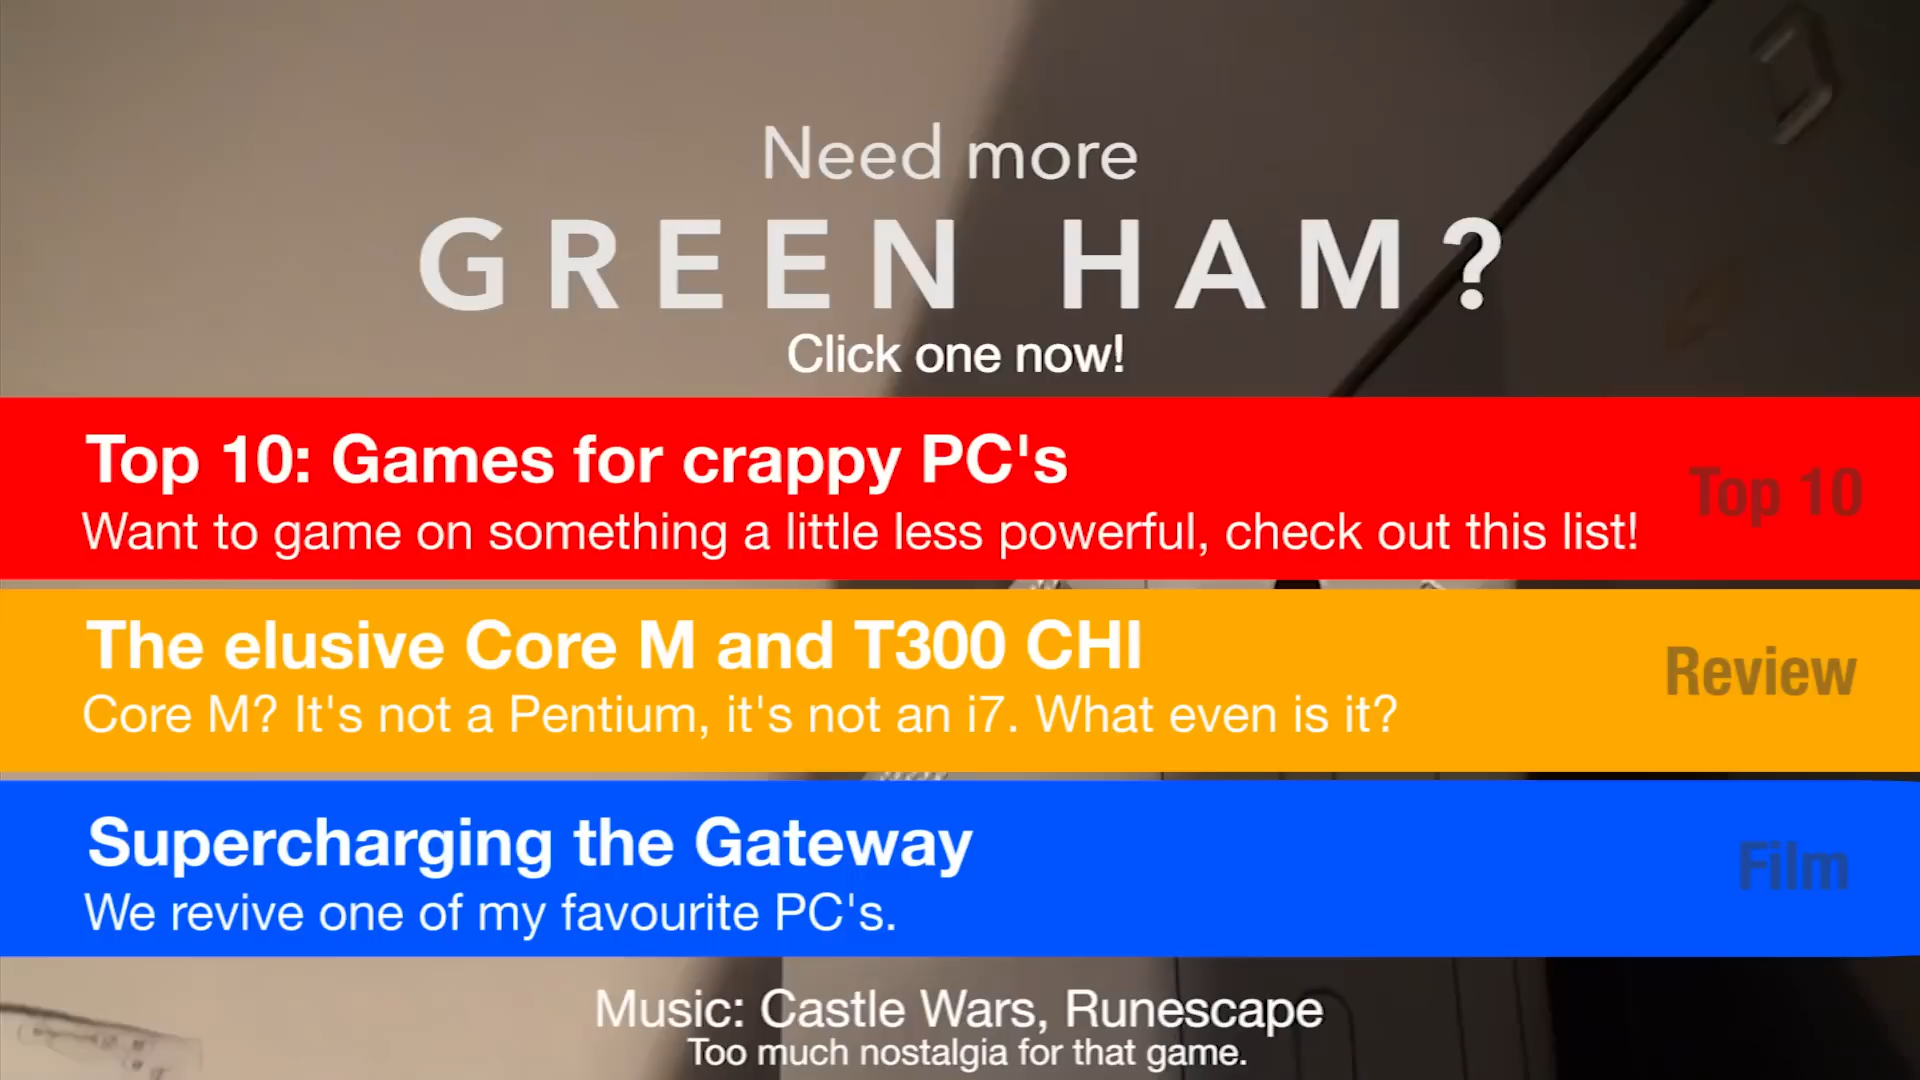 Need more
GREEN HAM?
Click one now!
Top 10: Games for crappy PC's
Want to game on something a little less powerful, check out this list!
Top 10
The elusive Core M and T300 CHI
Core M? It's not a Pentium, it's not an i7. What even is it?
Review
Supercharging the Gateway
We revive one of my favourite PC's.
Film
Music: Castle Wars, Runescape
Too much nostalgia for that game.